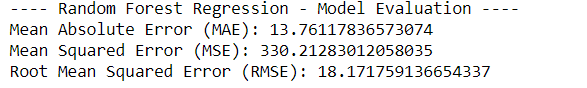 ---- Random Forest Regression - Model Evaluation ----
Mean Absolute Error (MAE): 13.76117836573074
Mean Squared Error (MSE): 330.21283012058035
Root Mean Squared Error (RMSE): 18.171759136654337